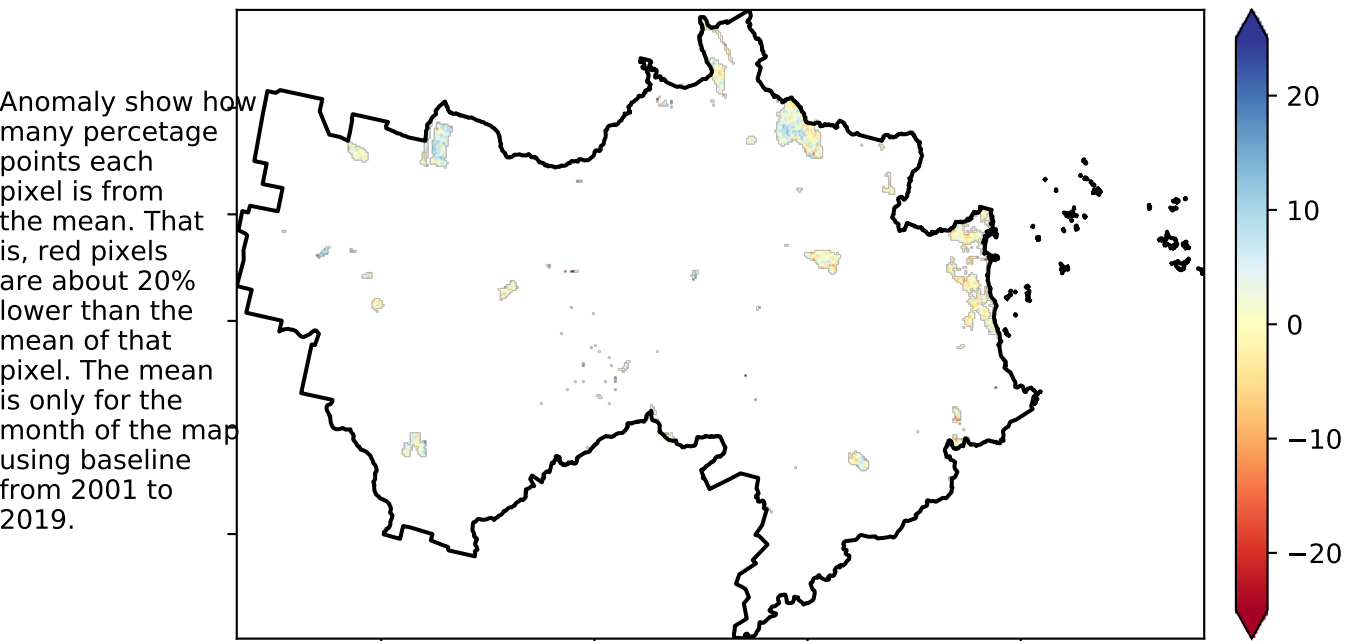 Anomaly show how
many percetage
points each
pixel is from
the mean. That
is, red pixels
are about 20%
lower than the
mean of that
pixel. The mean
is only for the
month of the map
using baseline
from 2001 to
2019.
20
10
0
−10
−20